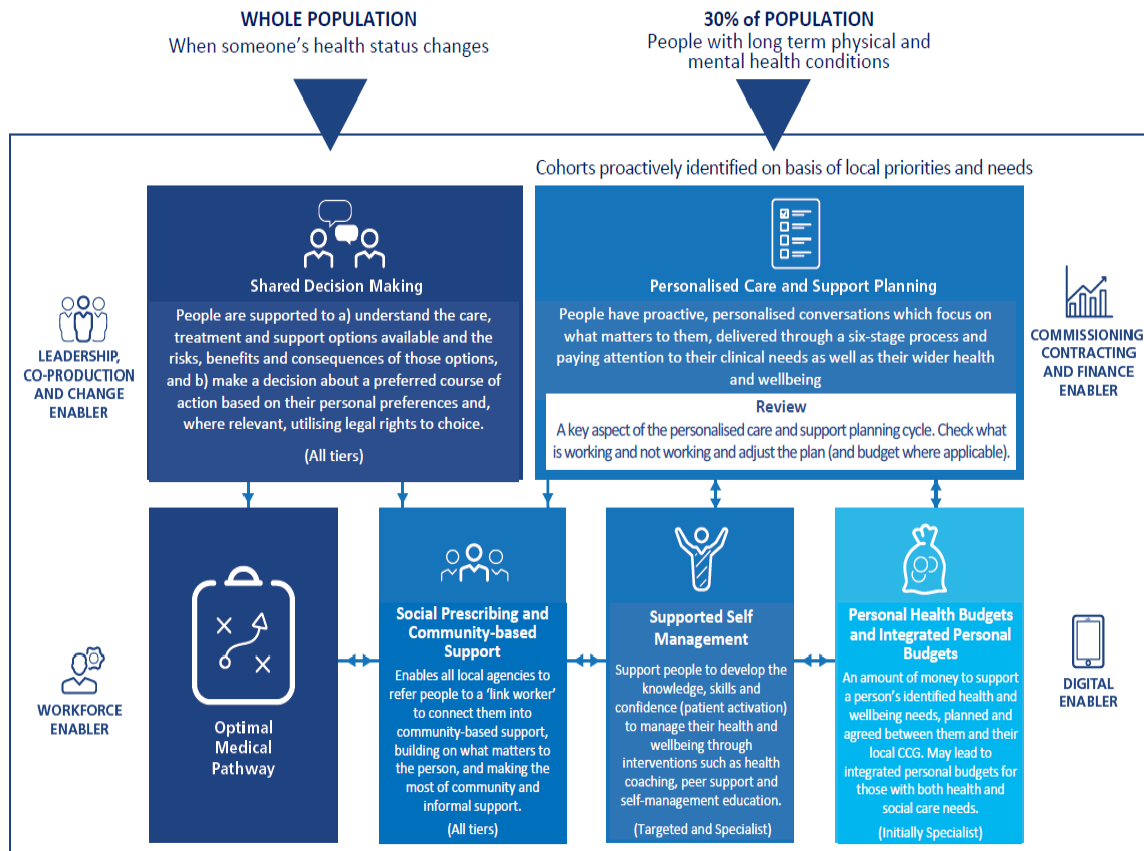 WHOLE POPULATION
When someone's health status changes
30% of POPULATION
People with long term physical and
mental health conditions
Cohorts proactively identified on basis of local priorities and needs
Shared Decision Making
People are supported to a) understand the care,
treatment and support options available and the
risks, benefits and consequences of those options,
and b) make a decision about a preferred course of
action based on their personal preferences and,
where relevant, utilising legal rights to choice.
(All tiers)
Personalised Care and Support Planning
People have proactive, personalised conversations which focus on
what matters to them, delivered through a six-stage process and
paying attention to their clinical needs as well as their wider health
and wellbeing
Review
A key aspect of the personalised care and support planning cycle. Check what
is working and not working and adjust the plan (and budget where applicable).
LEADERSHIP,
CO-PRODUCTION
AND CHANGE
ENABLER
COMMISSIONING
CONTRACTING
AND FINANCE
ENABLER
WORKFORCE
ENABLER
Optimal
Medical
Pathway
Social Prescribing and
Community-based
Support
Enables all local agencies to
refer people to a 'link worker'
to connect them into
community-based support,
building on what matters to
the person, and making the
most of community and
informal support.
(All tiers)
Supported Self
Management
Support people to develop the
knowledge, skills and
confidence (patient activation)
to manage their health and
wellbeing through
interventions such as health
coaching, peer support and
self-management education.
(Targeted and Specialist)
Personal Health Budgets
and Integrated Personal
Budgets
An amount of money to support
a person's identified health and
wellbeing needs, planned and
agreed between them and their
local CCG. May lead to
integrated personal budgets for
those with both health and
social care needs.
(Initially Specialist)
DIGITAL
ENABLER